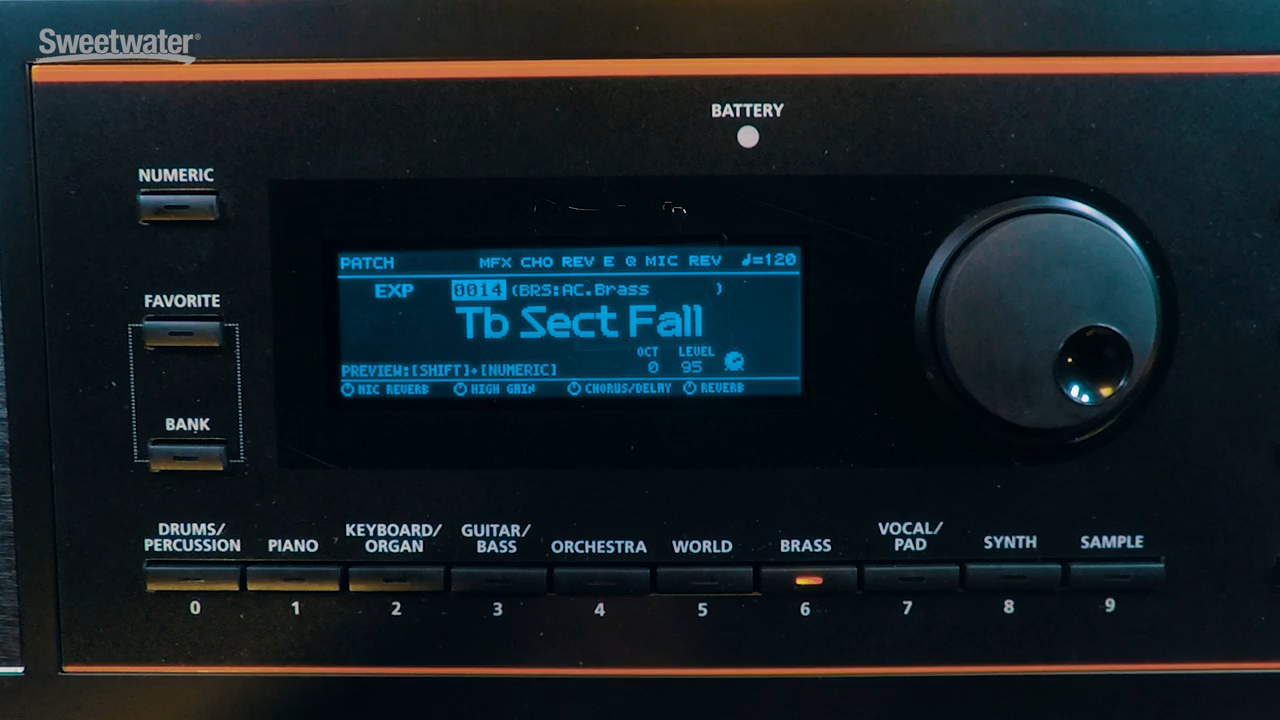 Sweetwater®
BATTERY
NUMERIC
FAVORITE
BANK
PATCH MFX CHO REV E Q MIC REV ♩=120
EXP 0014 (BRS:AC.Brass )
Tb Sect Fall
OCT LEVEL
PREVIEW:[SHIFT]+[NUMERIC] 0 95
MIC REVERB HIGH GAIN CHORUS/DELAY REVERB
DRUMS/
PERCUSSION
PIANO
KEYBOARD/
ORGAN
GUITAR/
BASS
ORCHESTRA
WORLD
BRASS
VOCAL/
PAD
SYNTH
SAMPLE
0 1 2 3 4 5 6 7 8 9